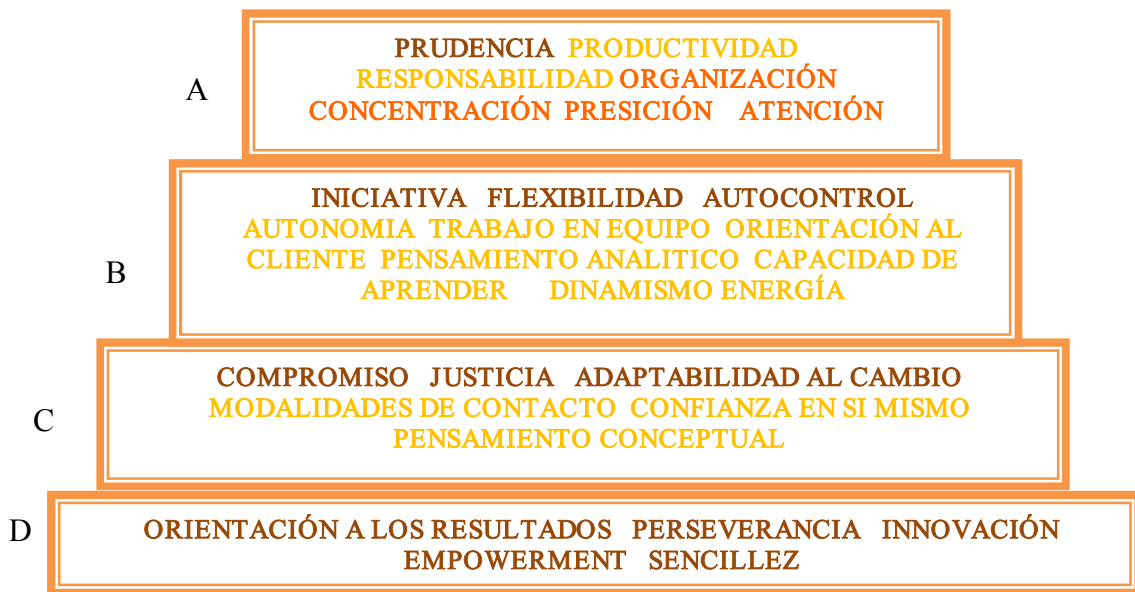 A
PRUDENCIA PRODUCTIVIDAD
RESPONSABILIDAD ORGANIZACIÓN
CONCENTRACIÓN PRESICIÓN ATENCIÓN
B
INICIATIVA FLEXIBILIDAD AUTOCONTROL
AUTONOMIA TRABAJO EN EQUIPO ORIENTACIÓN AL
CLIENTE PENSAMIENTO ANALITICO CAPACIDAD DE
APRENDER DINAMISMO ENERGÍA
C
COMPROMISO JUSTICIA ADAPTABILIDAD AL CAMBIO
MODALIDADES DE CONTACTO CONFIANZA EN SI MISMO
PENSAMIENTO CONCEPTUAL
D
ORIENTACIÓN A LOS RESULTADOS PERSEVERANCIA INNOVACIÓN
EMPOWERMENT SENCILLEZ